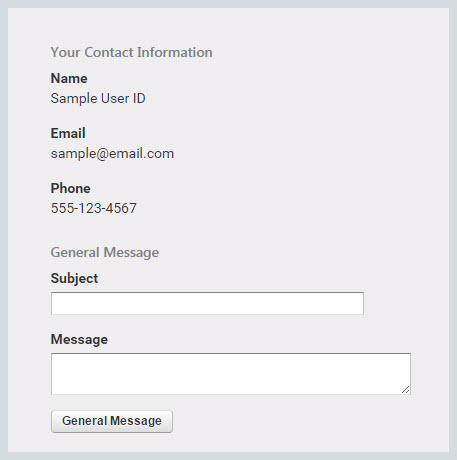 Your Contact Information
Name
Sample User ID
Email
sample@email.com
Phone
555-123-4567
General Message
Subject
Message
General Message